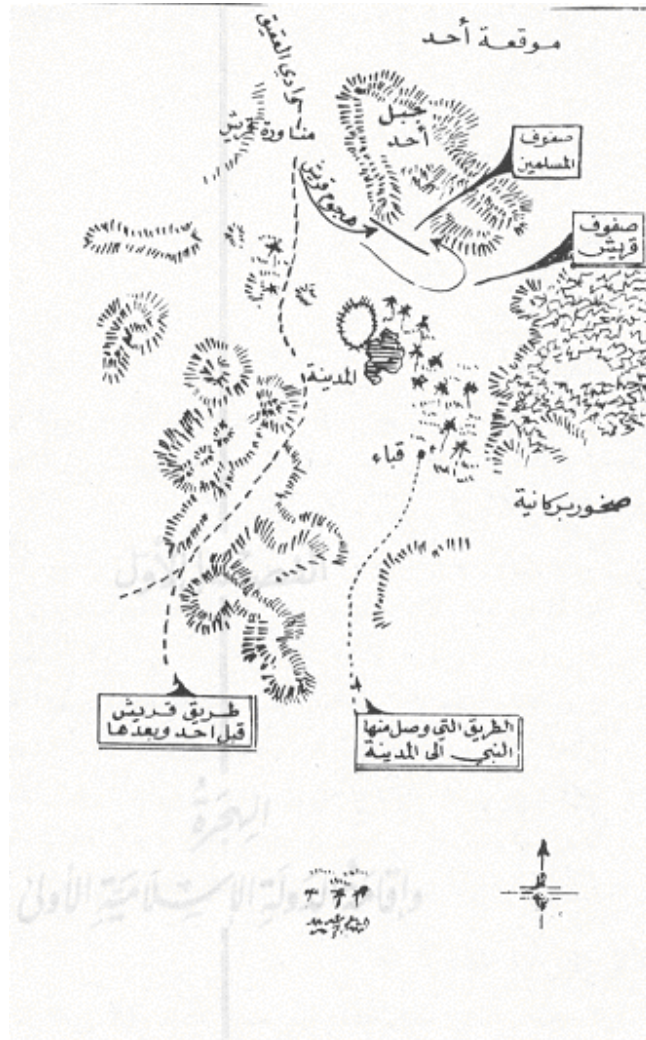 موقعة أحد
وادي العقيق
جبل
أحد
مناورة قريش
صفوف
المسلمين
هجوم قريش
صفوف
قريش
المدينة
قباء
صخور بركانية
طريق قريش
قبل احد وبعدها
الطريق التي وصل منها
النبي الى المدينة
الهجرة
وإقامة الدولة الإسلامية الأولى